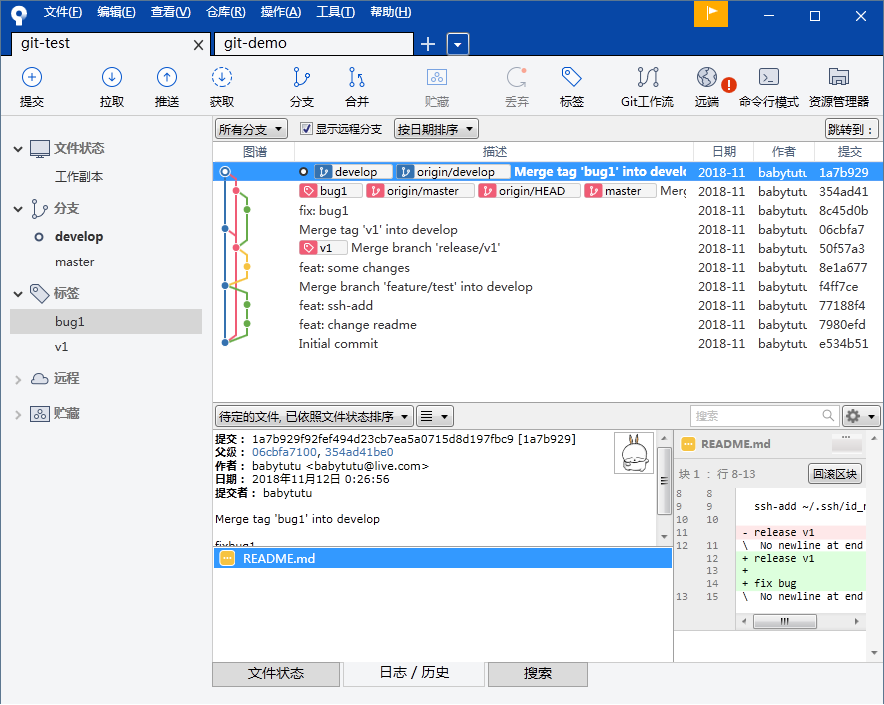 文件(F) 编辑(E) 查看(V) 仓库(R) 操作(A) 工具(T) 帮助(H)
git-test git-demo
提交 拉取 推送 获取 分支 合并 贮藏 丢弃 标签 Git工作流 远端 命令行模式 资源管理器
所有分支 显示远程分支 按日期排序 跳转到：
图谱 描述 日期 作者 提交
develop origin/develop Merge tag 'bug1' into develo 2018-11 babytutu 1a7b929
bug1 origin/master origin/HEAD master Merg 2018-11 babytutu 354ad41
fix: bug1 2018-11 babytutu 8c45d0b
Merge tag 'v1' into develop 2018-11 babytutu 06cbfa7
v1 Merge branch 'release/v1' 2018-11 babytutu 50f57a3
feat: some changes 2018-11 babytutu 8e1a677
Merge branch 'feature/test' into develop 2018-11 babytutu f4ff7ce
feat: ssh-add 2018-11 babytutu 77188f4
feat: change readme 2018-11 babytutu 7980efd
Initial commit 2018-11 babytutu e534b51
文件状态
工作副本
分支
develop
master
标签
bug1
v1
远程
贮藏
待定的文件, 已依照文件状态排序 搜索
提交： 1a7b929f92fef494d23cb7ea5a0715d8d197fbc9 [1a7b929]
父级： 06cbfa7100, 354ad41be0
作者： babytutu <babytutu@live.com>
日期： 2018年11月12日 0:26:56
提交者： babytutu
Merge tag 'bug1' into develop
fixbug1
README.md
README.md
块 1 ： 行 8-13 回滚区块
8 8
9 9 ssh-add ~/.ssh/id_r
10 10
11 - release v1
12 11 \ No newline at end
12 + release v1
13 +
14 + fix bug
13 15 \ No newline at end
文件状态 日志 / 历史 搜索